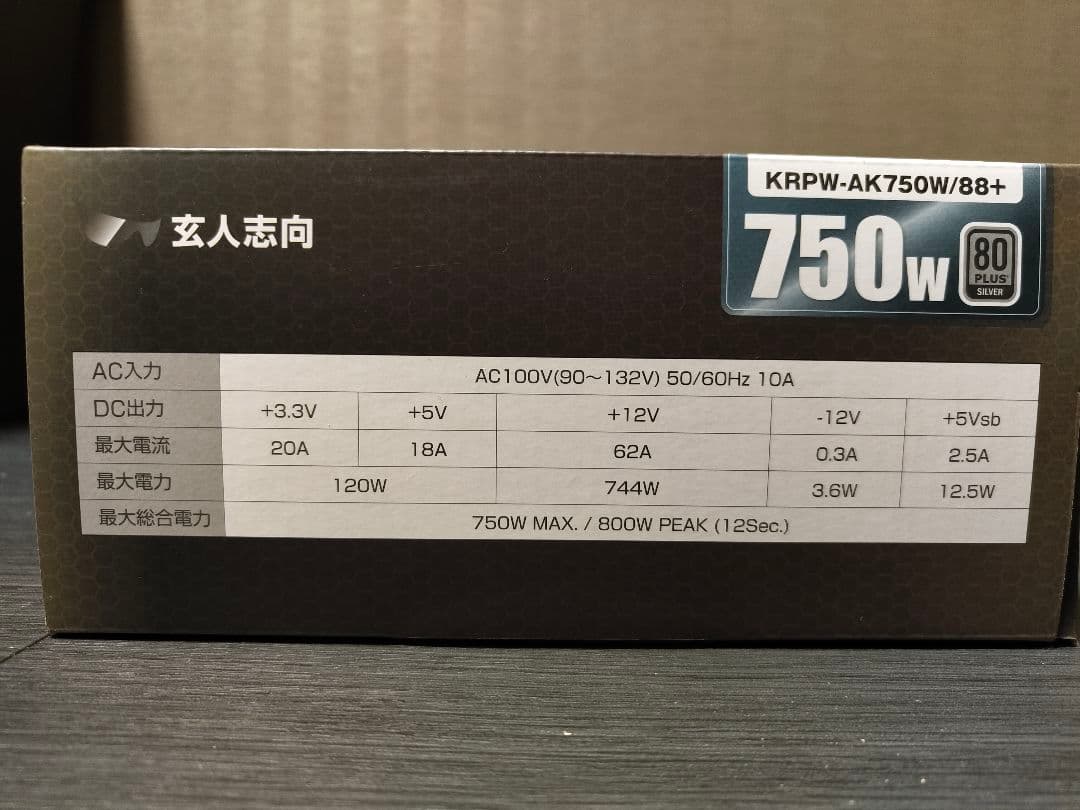 KRPW-AK750W/88+
玄人志向
750W
80
PLUS
SILVER
AC入力 AC100V(90～132V) 50/60Hz 10A
DC出力 +3.3V +5V +12V -12V +5Vsb
最大電流 20A 18A 62A 0.3A 2.5A
最大電力 120W 744W 3.6W 12.5W
最大総合電力 750W MAX. / 800W PEAK (12Sec.)